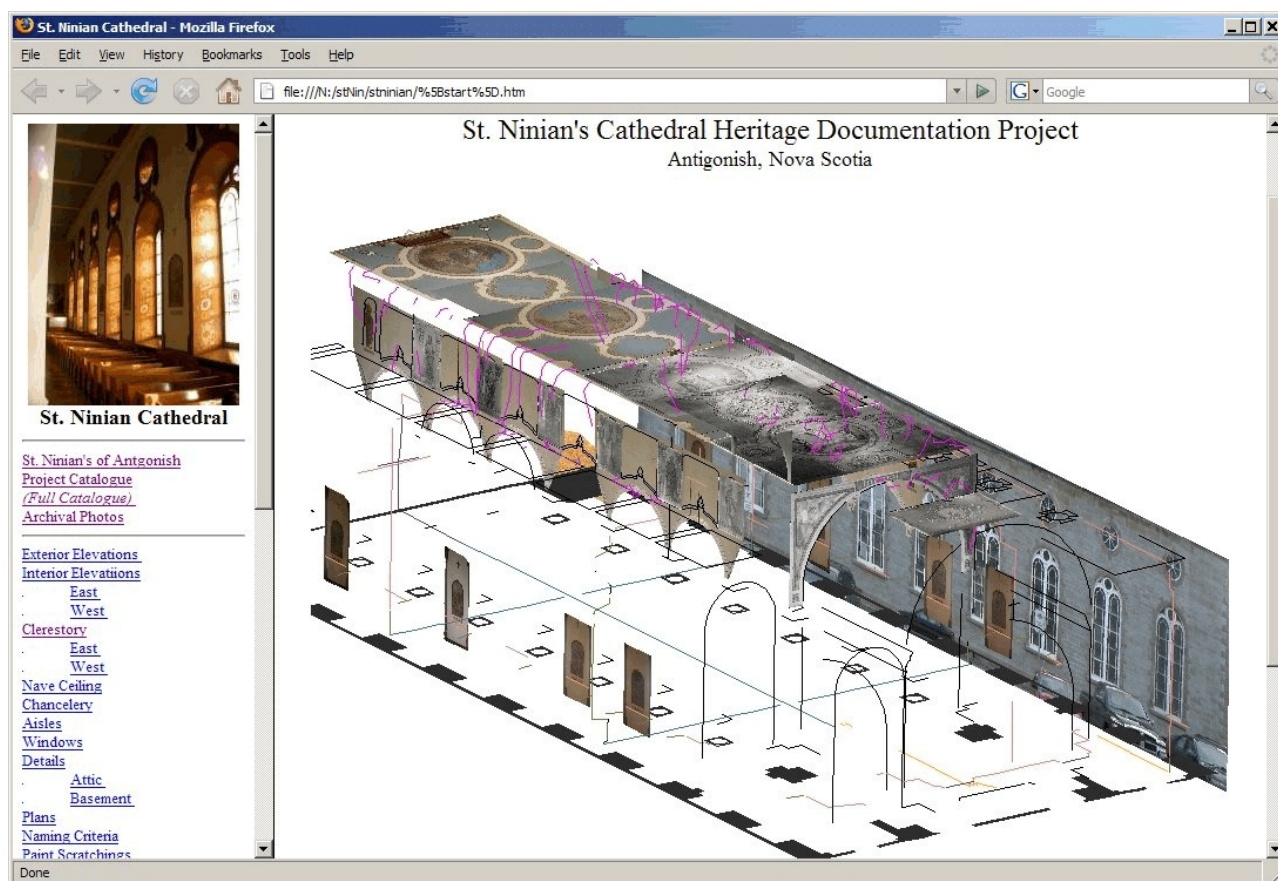 St. Ninian Cathedral - Mozilla Firefox
File Edit View History Bookmarks Tools Help
file:///N:/stNin/stninian/%5Bstart%5D.htm
G Google
St. Ninian's Cathedral Heritage Documentation Project
Antigonish, Nova Scotia
St. Ninian Cathedral
St. Ninian's of Antgonish
Project Catalogue
(Full Catalogue)
Archival Photos
Exterior Elevations
Interior Elevatiions
. East
. West
Clerestory
. East
. West
Nave Ceiling
Chancelery
Aisles
Windows
Details
. Attic
. Basement
Plans
Naming Criteria
Paint Scratchings
Done